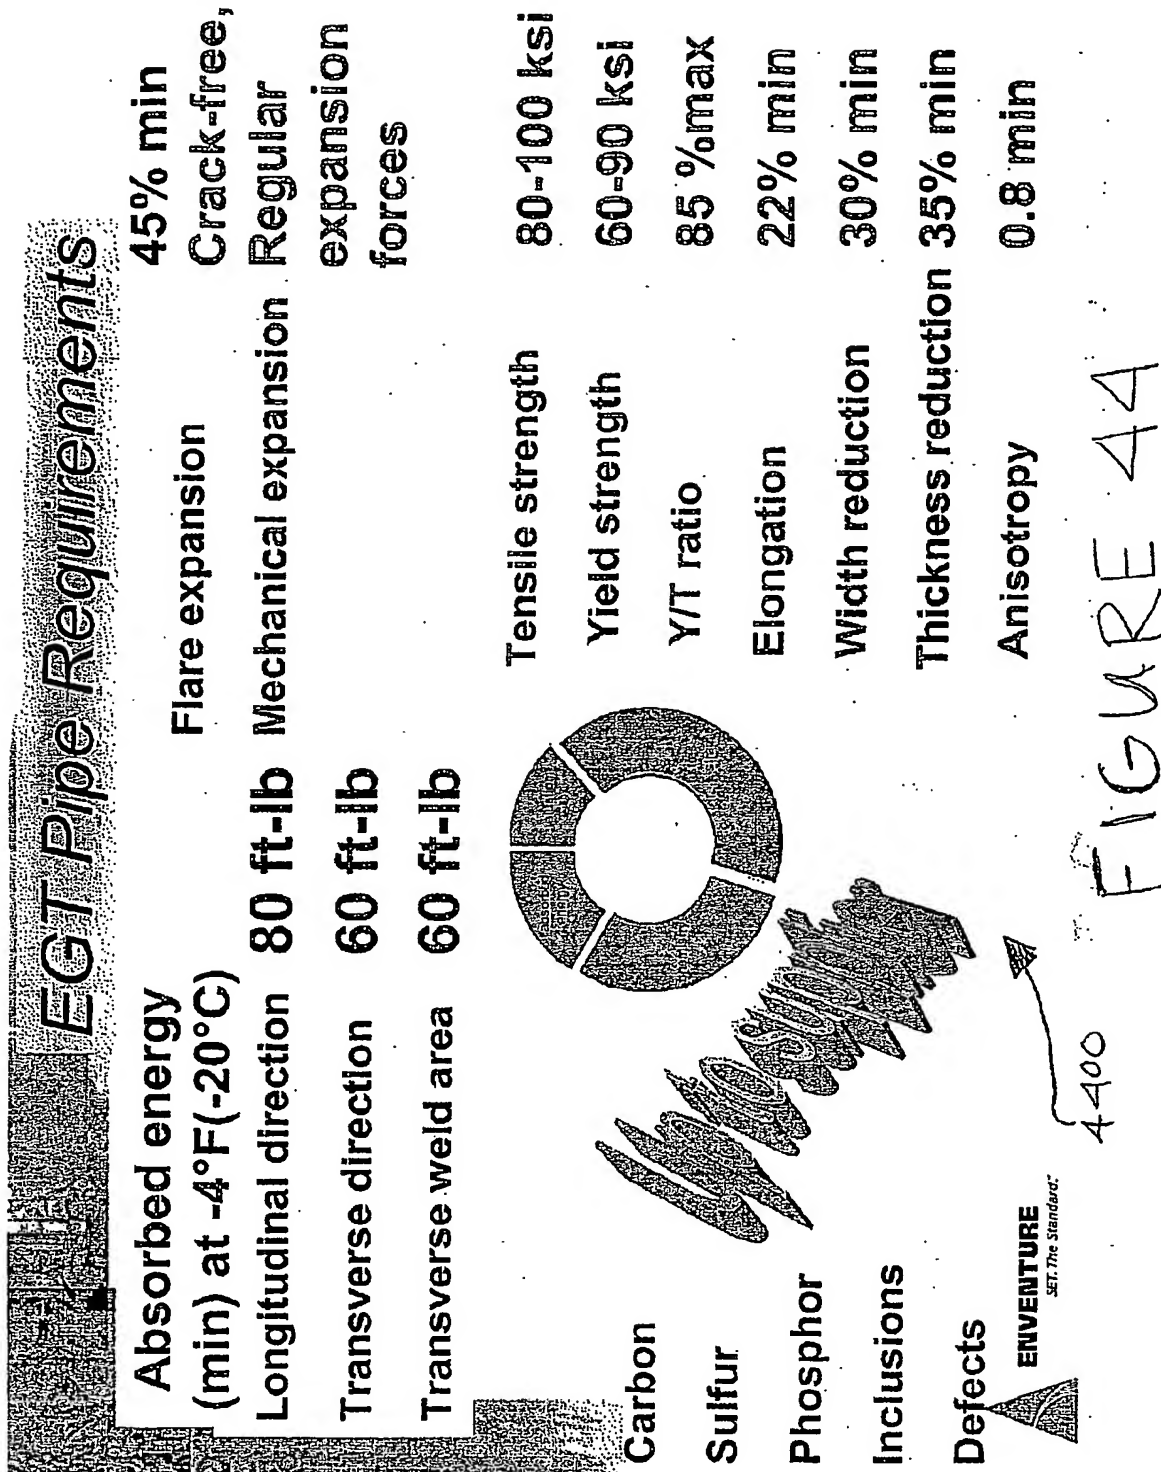 EGT Pipe Requirements
Absorbed energy
(min) at -4°F(-20°C)
Longitudinal direction 80 ft-lb
Transverse direction 60 ft-lb
Transverse weld area 60 ft-lb
Flare expansion 45% min
Mechanical expansion Crack-free,
Regular
expansion
forces
Tensile strength 80-100 ksi
Yield strength 60-90 ksi
Y/T ratio 85 %max
Elongation 22% min
Width reduction 30% min
Thickness reduction 35% min
Anisotropy 0.8 min
Carbon
Sulfur
Phosphor
Inclusions
Defects
ENVENTURE
SET. The Standard.
4400
FIGURE 44